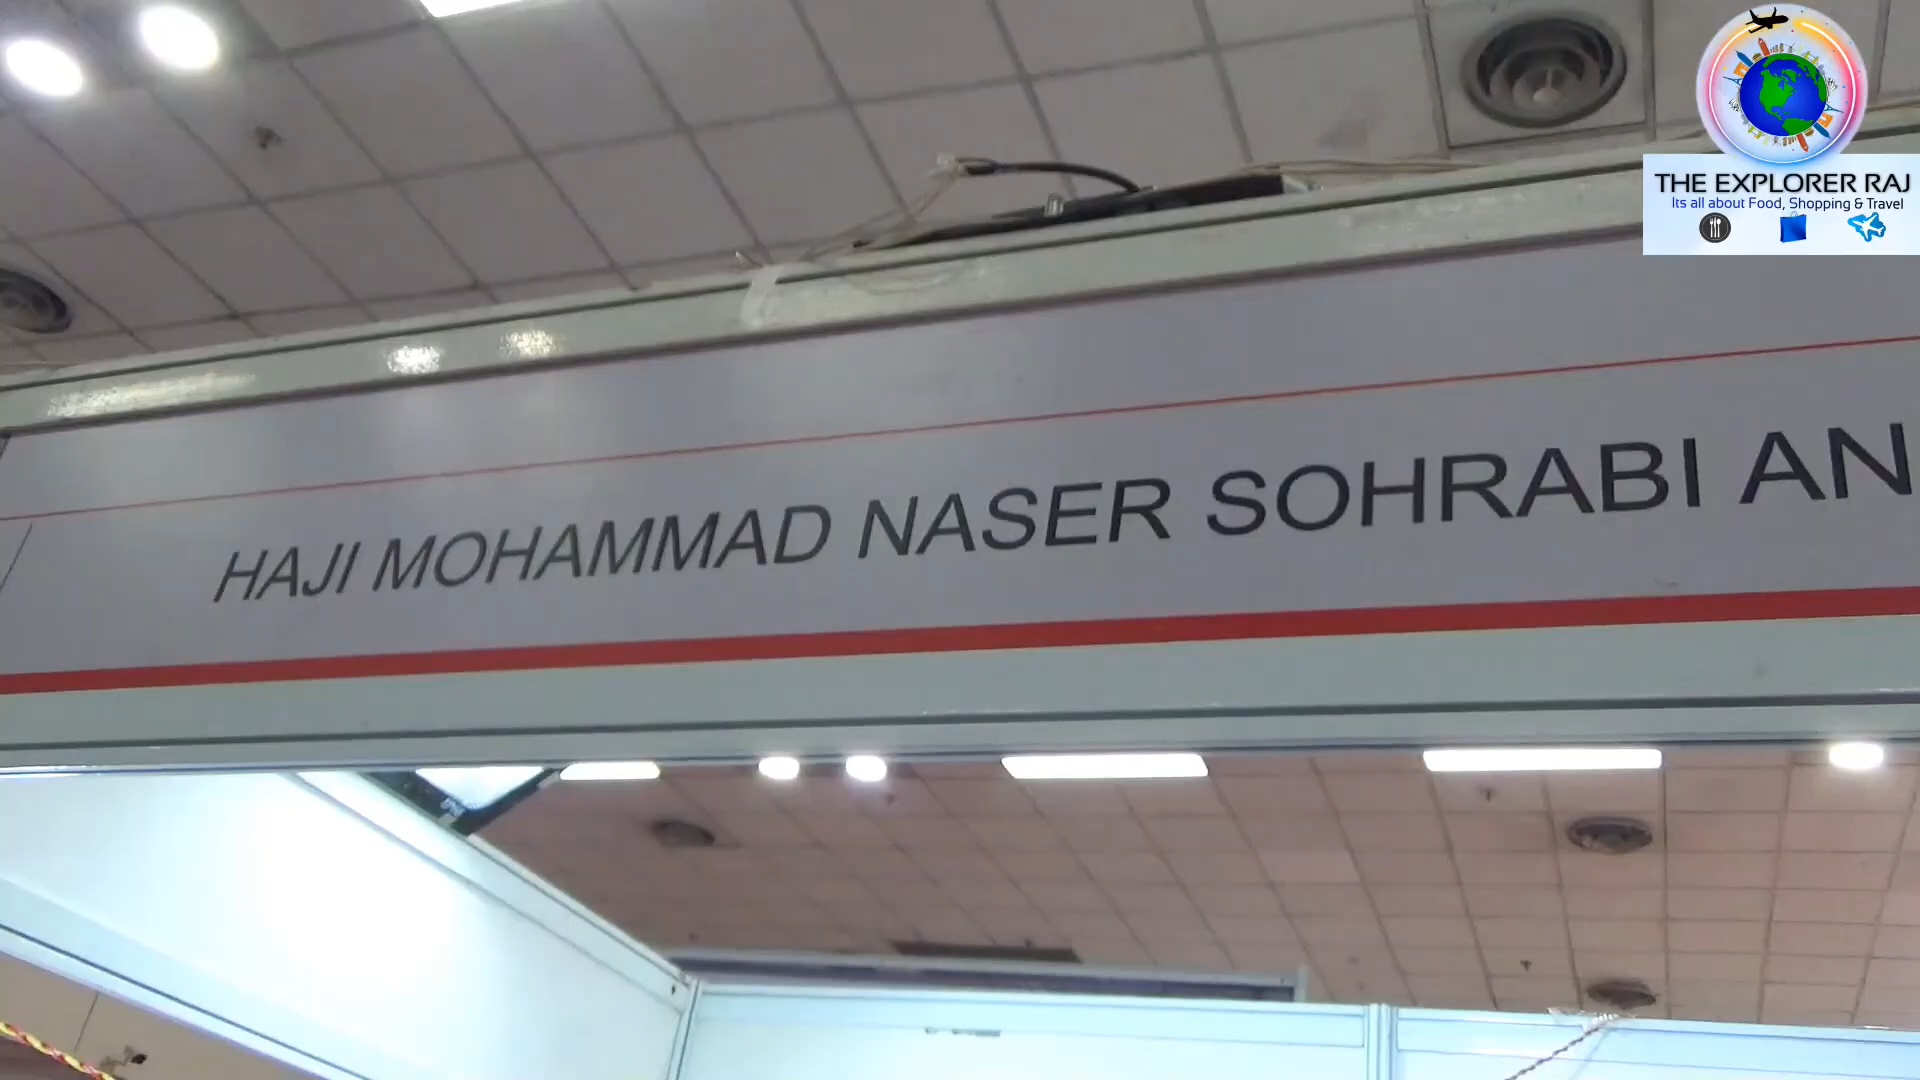 THE EXPLORER RAJ
Its all about Food, Shopping & Travel
HAJI MOHAMMAD NASER SOHRABI AN